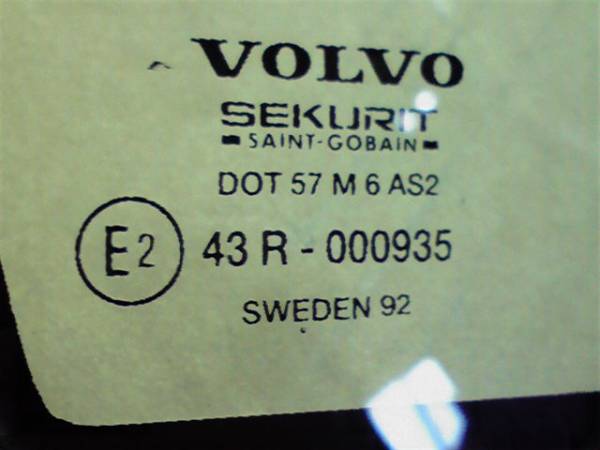 VOLVO
SEKURIT
SAINT-GOBAIN
DOT 57 M 6 AS2
E2 43 R - 000935
SWEDEN 92